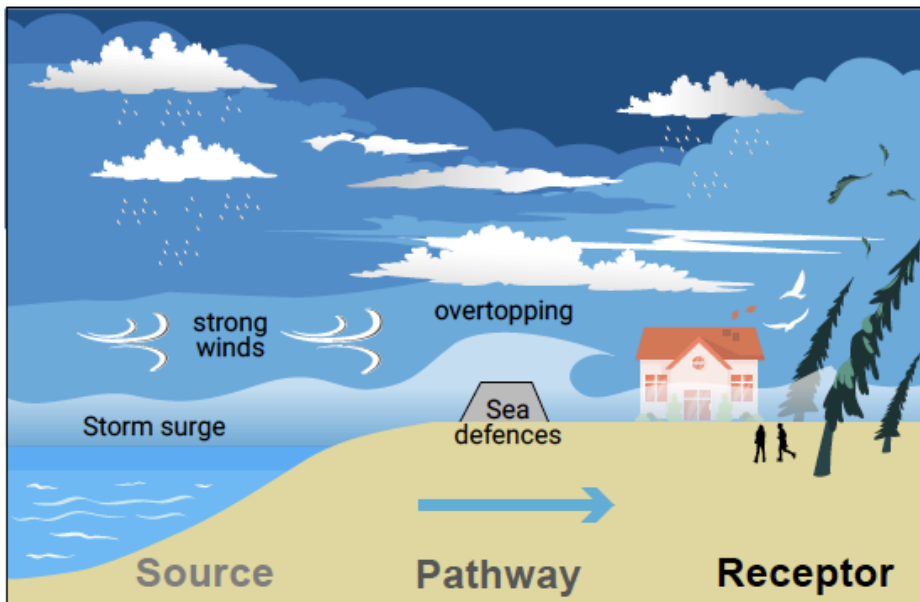 overtopping
strong
winds
Sea
defences
Storm surge
Source
Pathway
Receptor